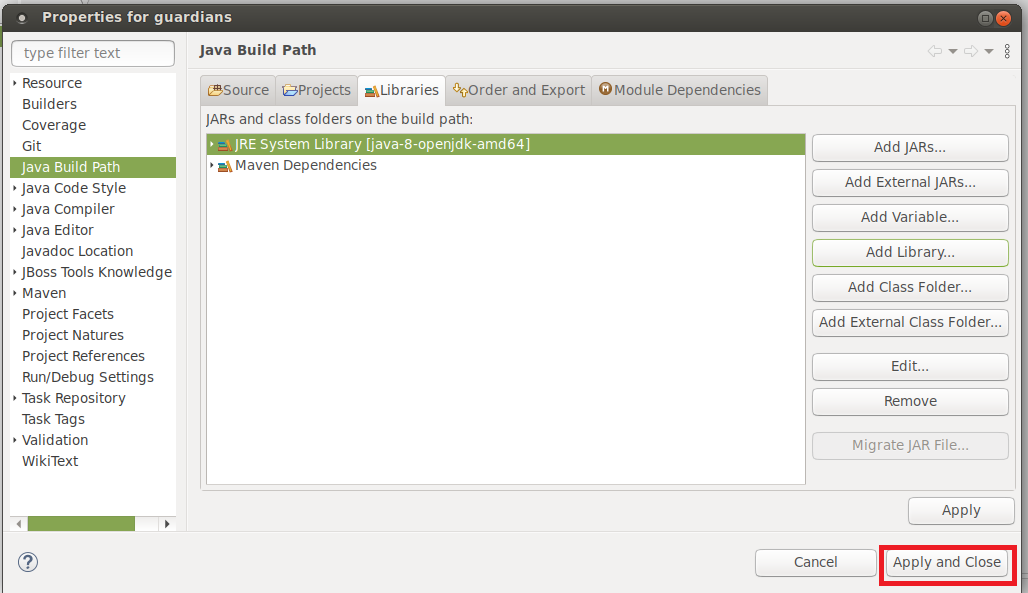 Properties for guardians
type filter text
Resource
Builders
Coverage
Git
Java Build Path
Java Code Style
Java Compiler
Java Editor
Javadoc Location
JBoss Tools Knowledge
Maven
Project Facets
Project Natures
Project References
Run/Debug Settings
Task Repository
Task Tags
Validation
WikiText
Java Build Path
Source Projects Libraries Order and Export Module Dependencies
JARs and class folders on the build path:
JRE System Library [java-8-openjdk-amd64]
Maven Dependencies
Add JARs...
Add External JARs...
Add Variable...
Add Library...
Add Class Folder...
Add External Class Folder...
Edit...
Remove
Migrate JAR File...
Apply
?
Cancel
Apply and Close